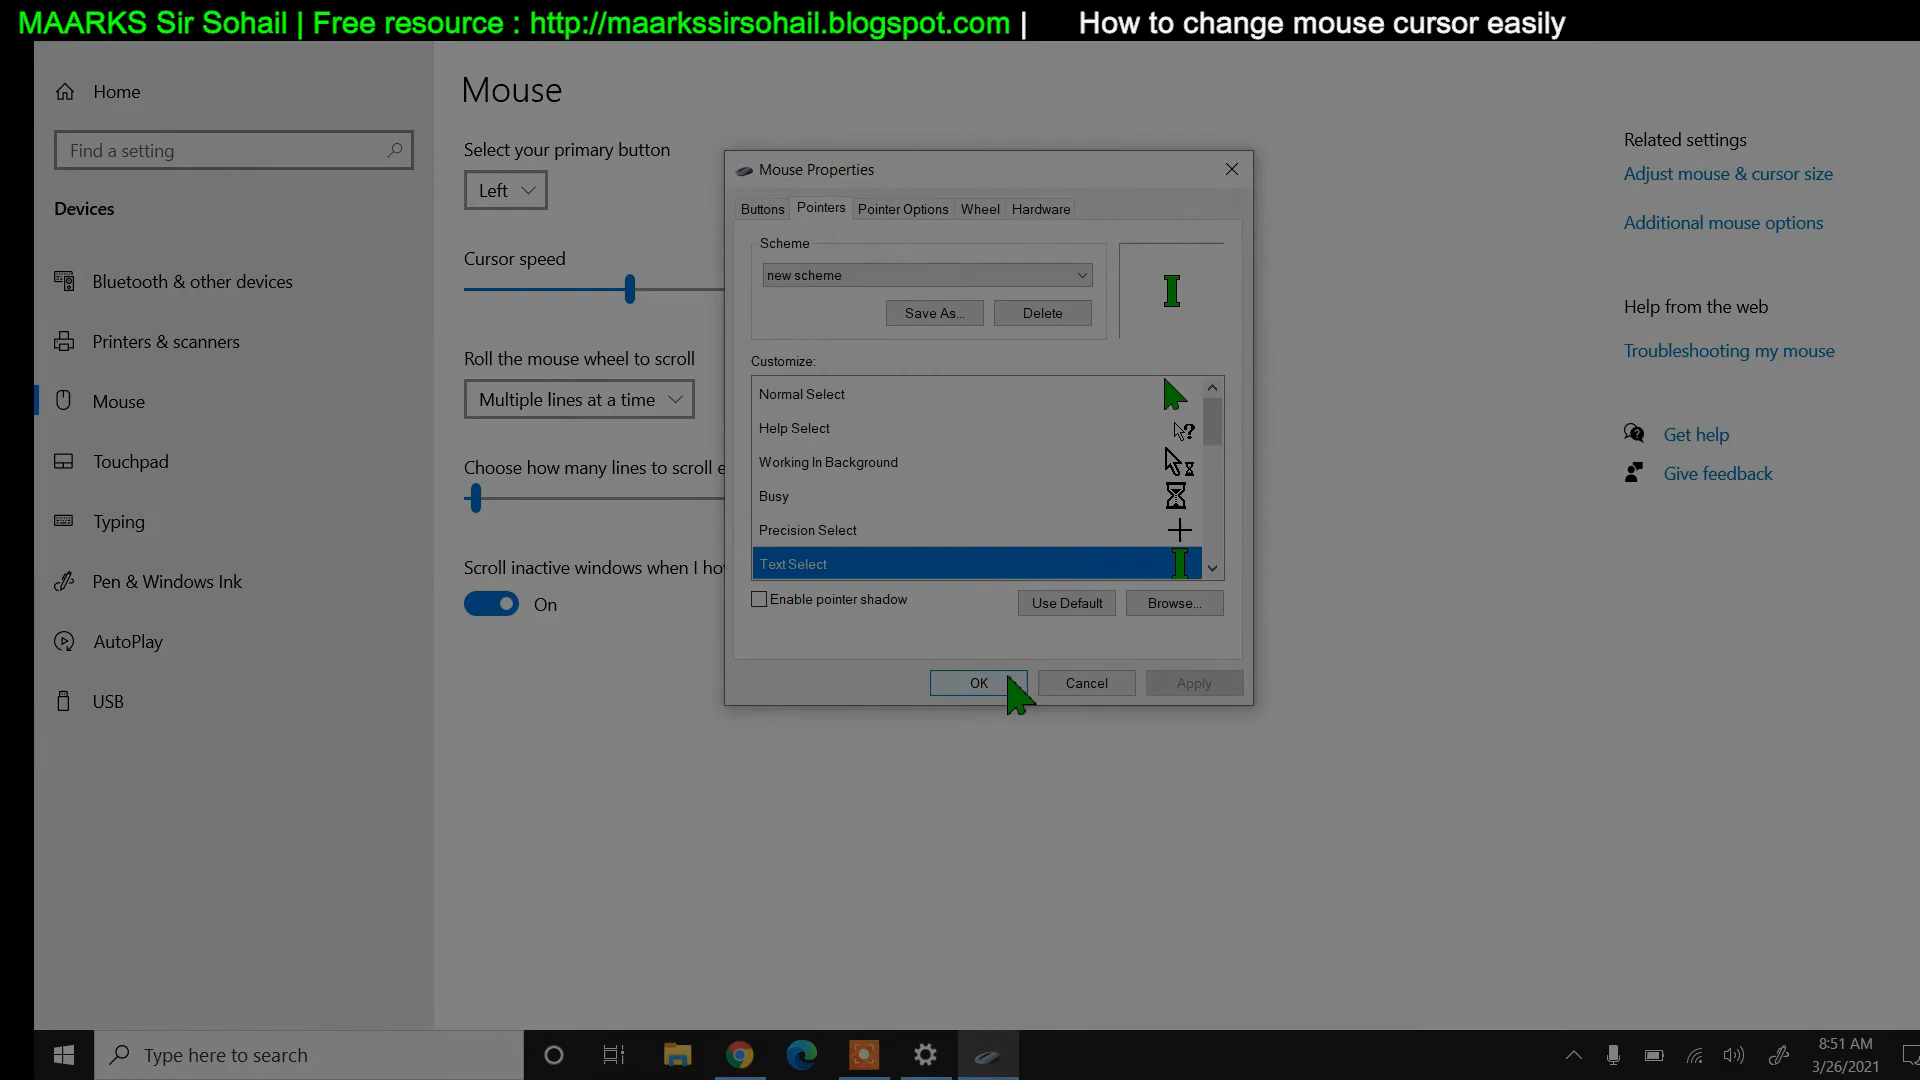 MAARKS Sir Sohail | Free resource : http://maarkssirsohail.blogspot.com | How to change mouse cursor easily
Home
Find a setting
Devices
Bluetooth & other devices
Printers & scanners
Mouse
Touchpad
Typing
Pen & Windows Ink
AutoPlay
USB
Mouse
Select your primary button
Left
Cursor speed
Roll the mouse wheel to scroll
Multiple lines at a time
Choose how many lines to scroll e
Scroll inactive windows when I ho
On
Mouse Properties
Buttons Pointers Pointer Options Wheel Hardware
Scheme
new scheme
Save As... Delete
Customize:
Normal Select
Help Select
Working In Background
Busy
Precision Select
Text Select
Enable pointer shadow Use Default Browse...
OK Cancel Apply
Related settings
Adjust mouse & cursor size
Additional mouse options
Help from the web
Troubleshooting my mouse
Get help
Give feedback
Type here to search
8:51 AM
3/26/2021